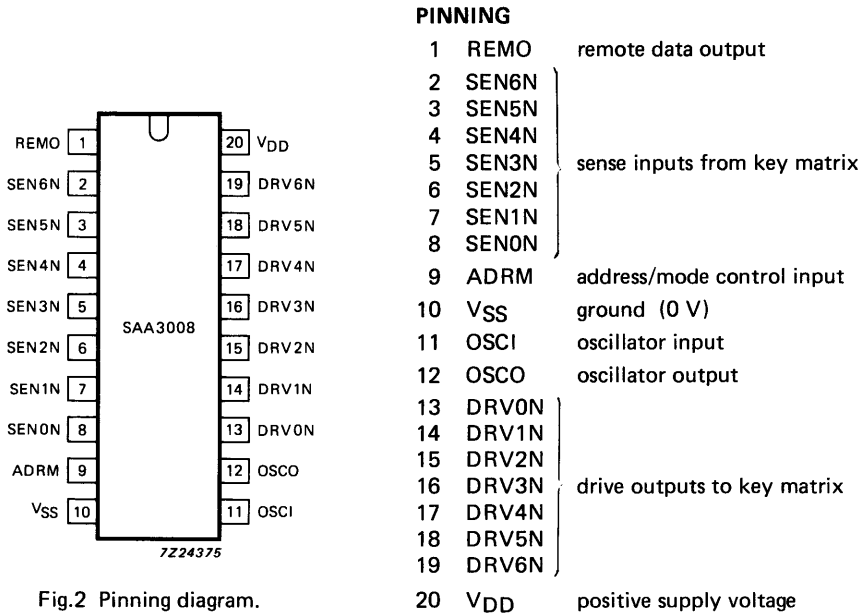 PINNING
1 REMO remote data output
2 SEN6N
3 SEN5N
4 SEN4N
5 SEN3N sense inputs from key matrix
6 SEN2N
7 SEN1N
8 SEN0N
9 ADRM address/mode control input
10 VSS ground (0 V)
11 OSCI oscillator input
12 OSCO oscillator output
13 DRV0N
14 DRV1N
15 DRV2N
16 DRV3N drive outputs to key matrix
17 DRV4N
18 DRV5N
19 DRV6N
20 VDD positive supply voltage
REMO 1 20 VDD
SEN6N 2 19 DRV6N
SEN5N 3 18 DRV5N
SEN4N 4 17 DRV4N
SEN3N 5 16 DRV3N
SAA3008
SEN2N 6 15 DRV2N
SEN1N 7 14 DRV1N
SEN0N 8 13 DRV0N
ADRM 9 12 OSCO
VSS 10 11 OSCI
7Z24375
Fig.2 Pinning diagram.